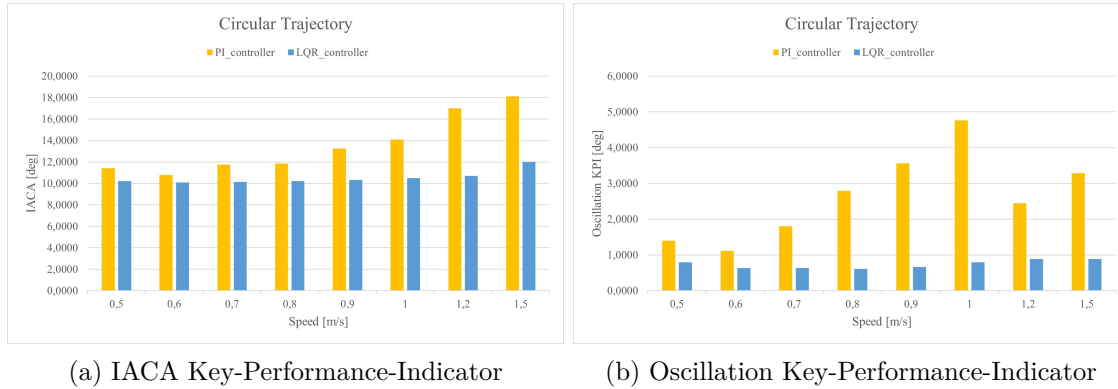 Circular Trajectory
PI_controller LQR_controller
20,0000
18,0000
16,0000
14,0000
12,0000
10,0000
8,0000
6,0000
4,0000
2,0000
0,0000
IACA [deg]
0,5 0,6 0,7 0,8 0,9 1 1,2 1,5
Speed [m/s]
(a) IACA Key-Performance-Indicator
Circular Trajectory
PI_controller LQR_controller
6,0000
5,0000
4,0000
3,0000
2,0000
1,0000
0,0000
Oscillation KPI [deg]
0,5 0,6 0,7 0,8 0,9 1 1,2 1,5
Speed [m/s]
(b) Oscillation Key-Performance-Indicator